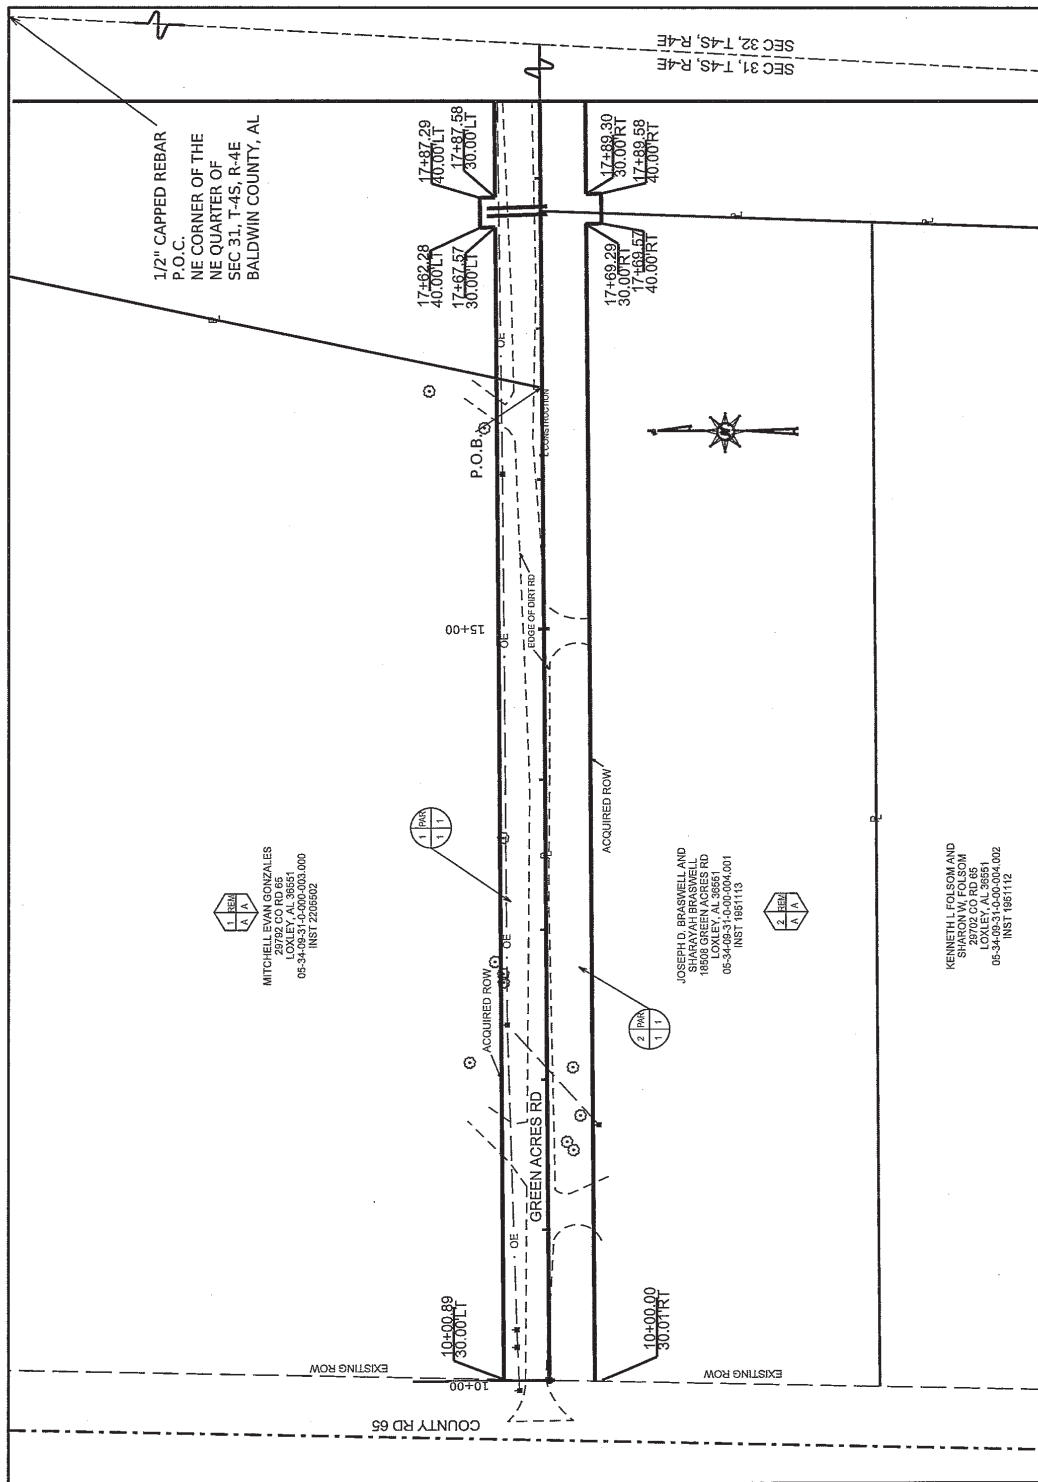 SEC 32, T-4S, R-4E
SEC 31, T-4S, R-4E
1/2" CAPPED REBAR
P.O.C.
NE CORNER OF THE
NE QUARTER OF
SEC 31, T-4S, R-4E
BALDWIN COUNTY, AL
17+87.29
40.00'LT
17+87.58
30.00'LT
17+62.28
40.00'LT
17+67.57
30.00'LT
17+89.30
30.00'RT
17+89.58
40.00'RT
17+69.29
30.00'RT
17+69.57
40.00'RT
OE
P.O.B.
CONSTRUCTION
EDGE OF DIRT RD
15+00
OE
ACQUIRED ROW
1 PAR
1 1
MITCHELL EVAN GONZALES
29792 CO RD 65
LOXLEY, AL 36551
05-34-09-31-0-000-003.000
INST 2205502
1 REM
A A
OE
ACQUIRED ROW
JOSEPH D. BRASWELL AND
SHARAYAH BRASWELL
18508 GREEN ACRES RD
LOXLEY, AL 36551
05-34-09-31-0-00-004.001
INST 1951113
2 REM
A A
KENNETH L FOLSOM AND
SHARON W. FOLSOM
29702 CO RD 65
LOXLEY, AL 36551
05-34-09-31-0-00-004.002
INST 1951112
2 PAR
1 1
GREEN ACRES RD
OE
10+00.89
30.00'LT
10+00.00
30.01'RT
EXISTING ROW
10+00
EXISTING ROW
COUNTY RD 65